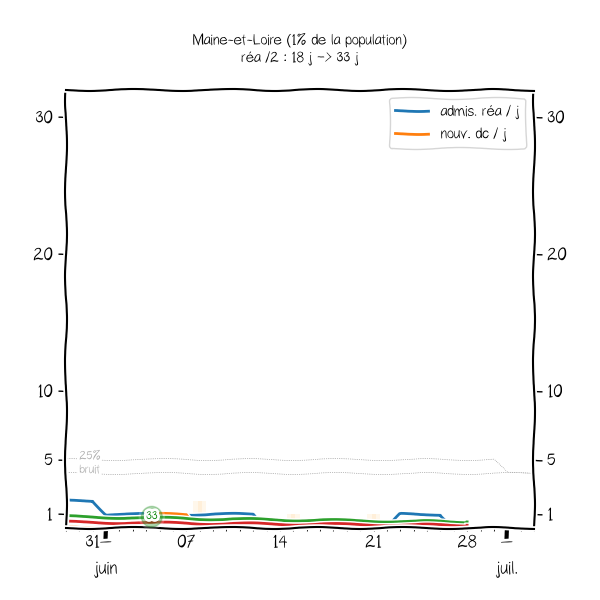 Maine-et-Loire (1% de la population)
réa /2 : 18 j -> 33 j
admis. réa / j
nouv. dc / j
30
30
20
20
10
10
25%
5
5
bruit
1
33
1
31
07
14
21
28
juin
juil.